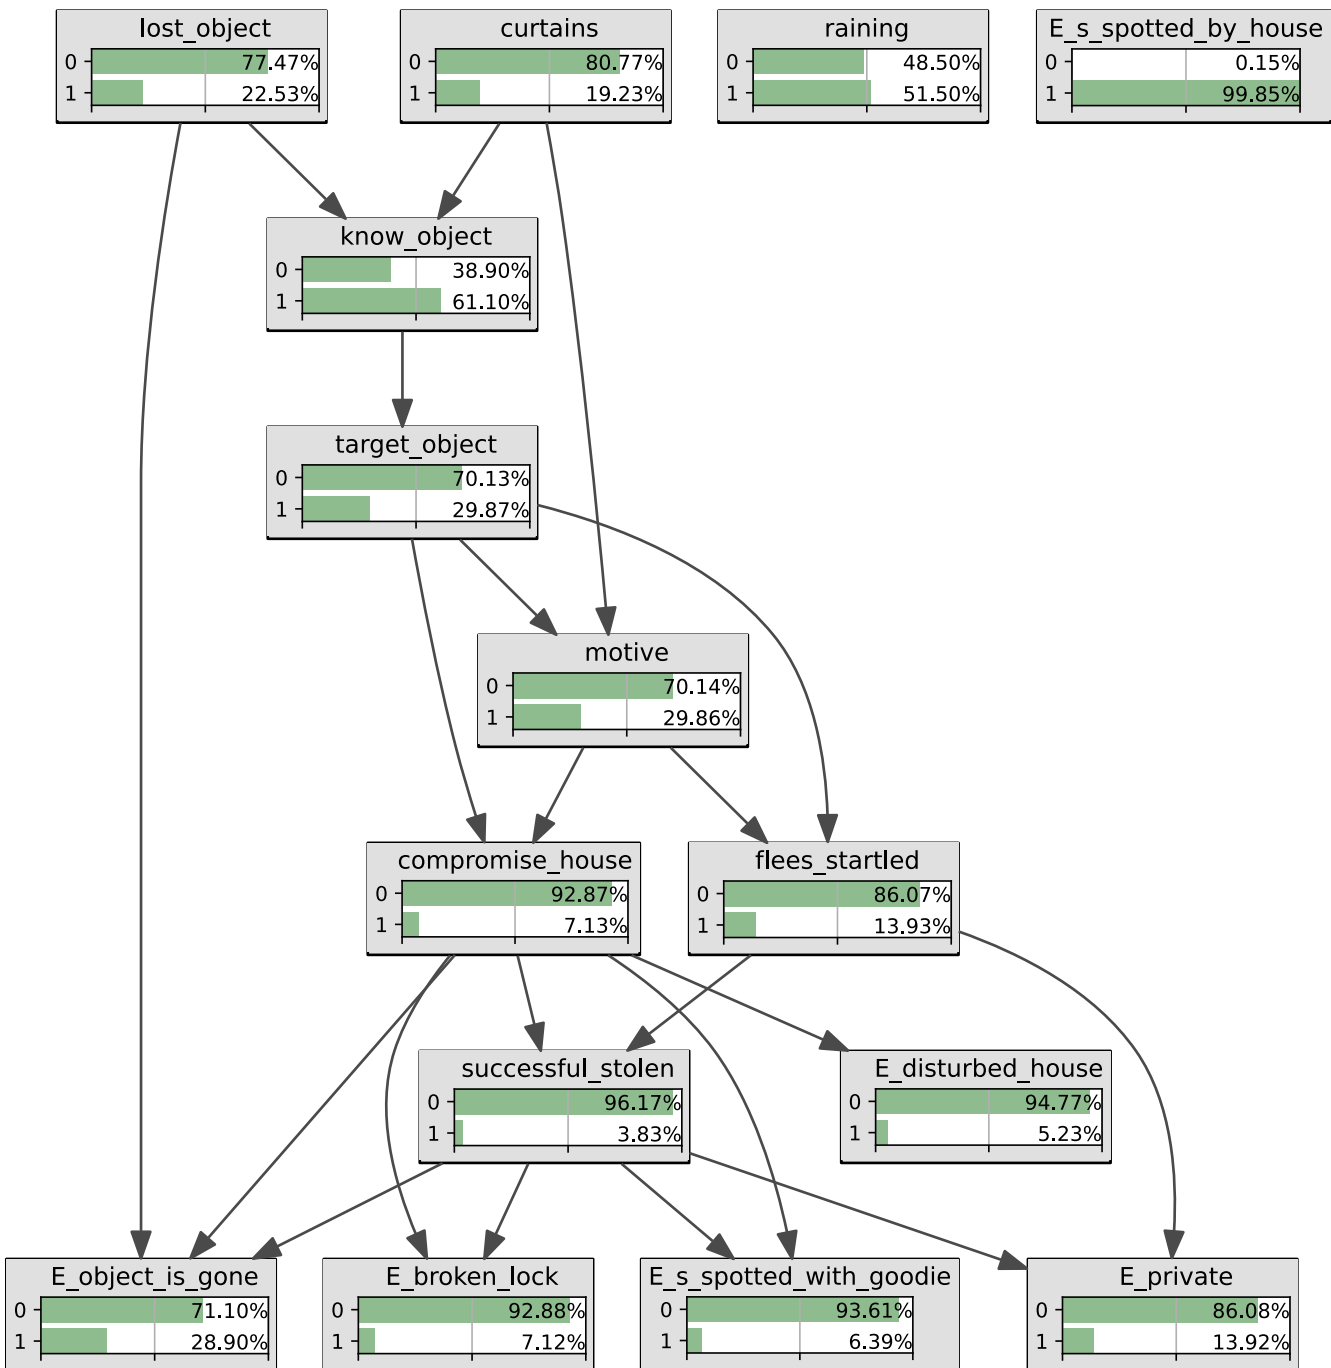 lost_object
0 77.47%
1 22.53%
curtains
0 80.77%
1 19.23%
raining
0 48.50%
1 51.50%
E_s_spotted_by_house
0 0.15%
1 99.85%
know_object
0 38.90%
1 61.10%
target_object
0 70.13%
1 29.87%
motive
0 70.14%
1 29.86%
compromise_house
0 92.87%
1 7.13%
flees_startled
0 86.07%
1 13.93%
successful_stolen
0 96.17%
1 3.83%
E_disturbed_house
0 94.77%
1 5.23%
E_object_is_gone
0 71.10%
1 28.90%
E_broken_lock
0 92.88%
1 7.12%
E_s_spotted_with_goodie
0 93.61%
1 6.39%
E_private
0 86.08%
1 13.92%